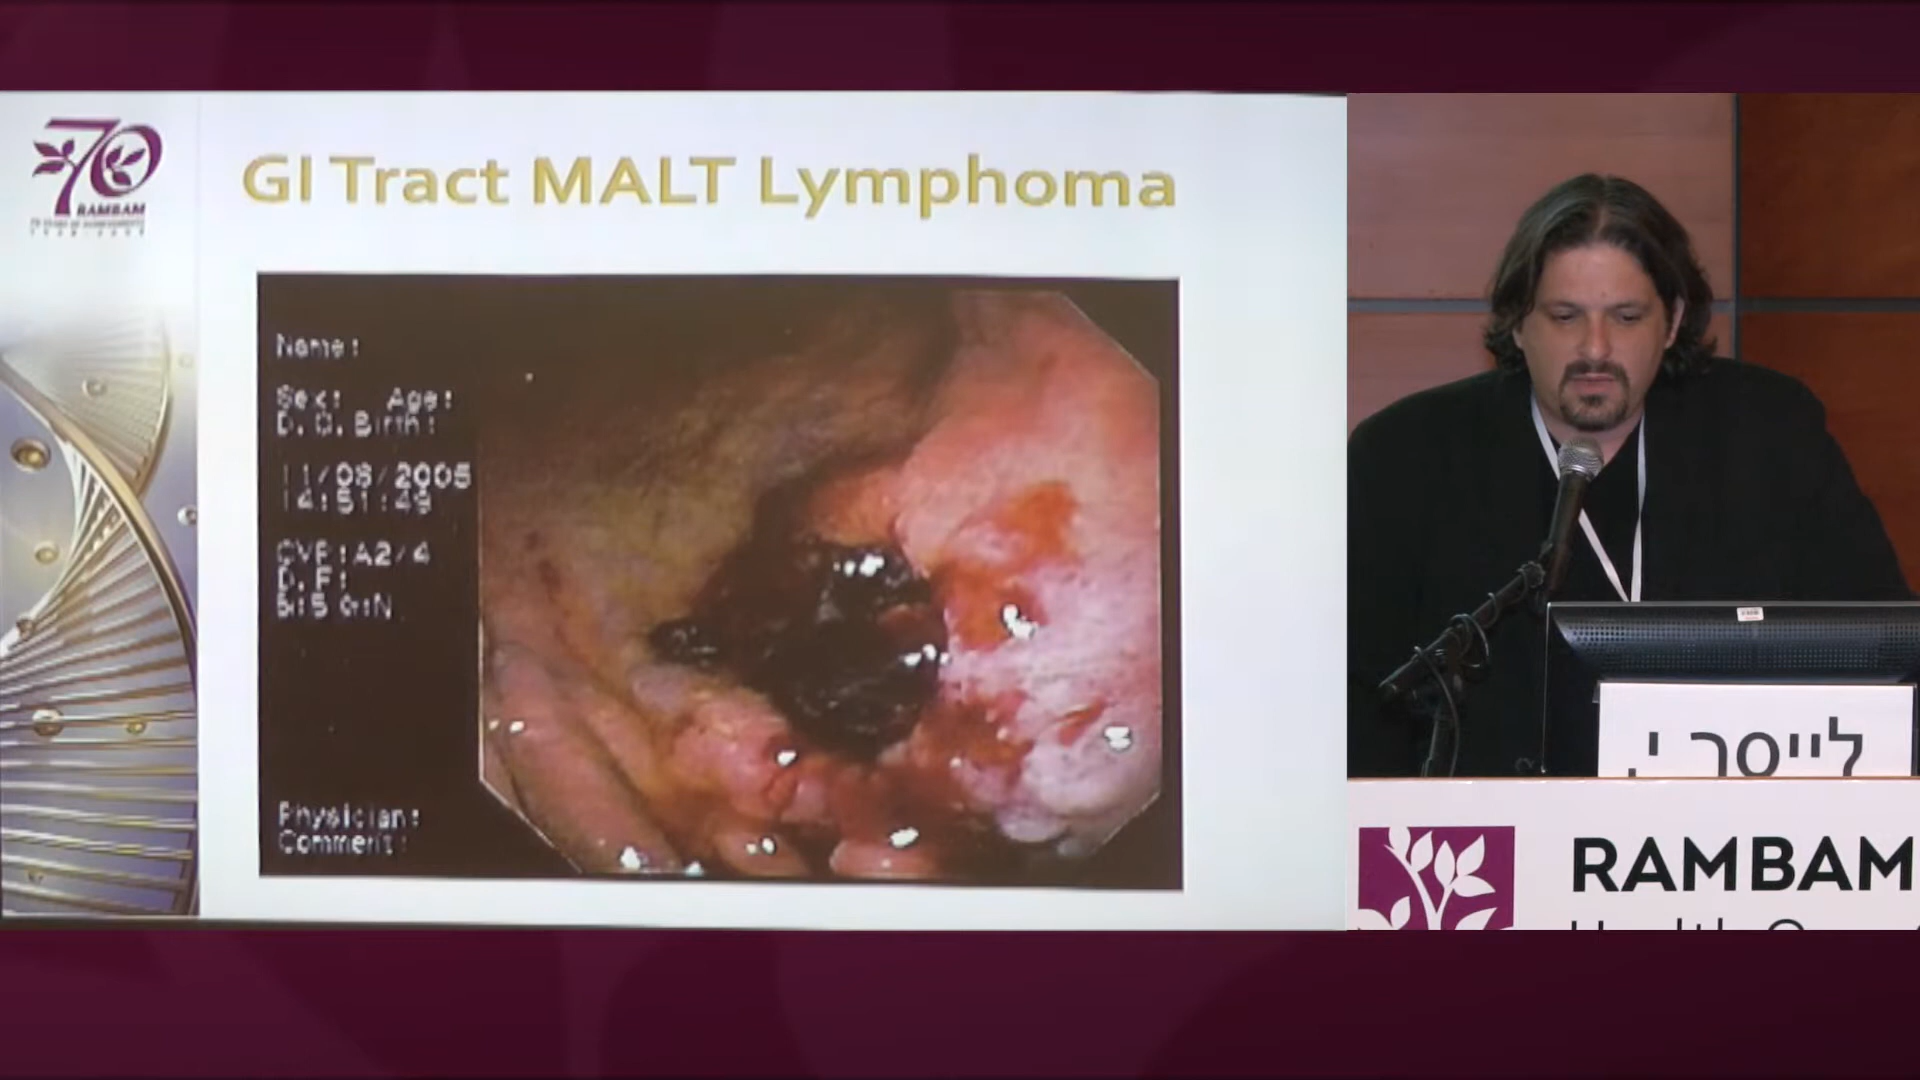 70
RAMBAM
GI Tract MALT Lymphoma
Name:
Sex: Age:
D.O.Birth:
11/08/2005
14:51:49
CVP:A2/4
D.F:
Physician:
Comment:
לייסר י.
RAMBAM